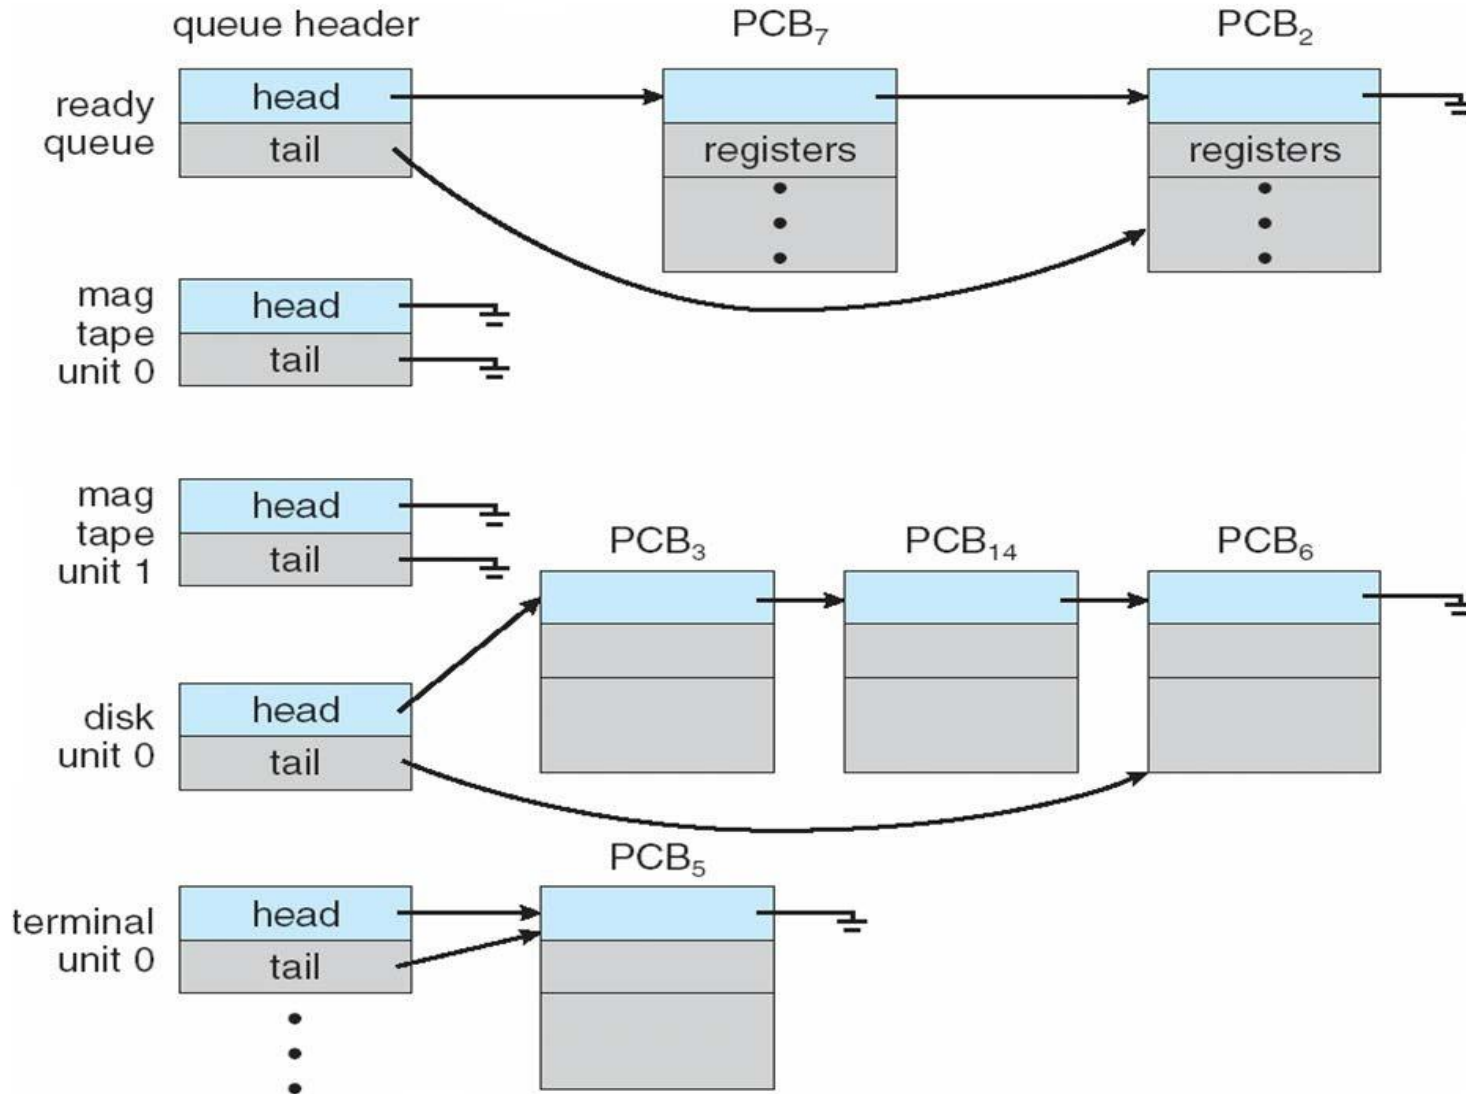 queue header
PCB₇
PCB₂
ready
queue
head
tail
registers
registers
mag
tape
unit 0
head
tail
mag
tape
unit 1
head
tail
PCB₃
PCB₁₄
PCB₆
disk
unit 0
head
tail
PCB₅
terminal
unit 0
head
tail